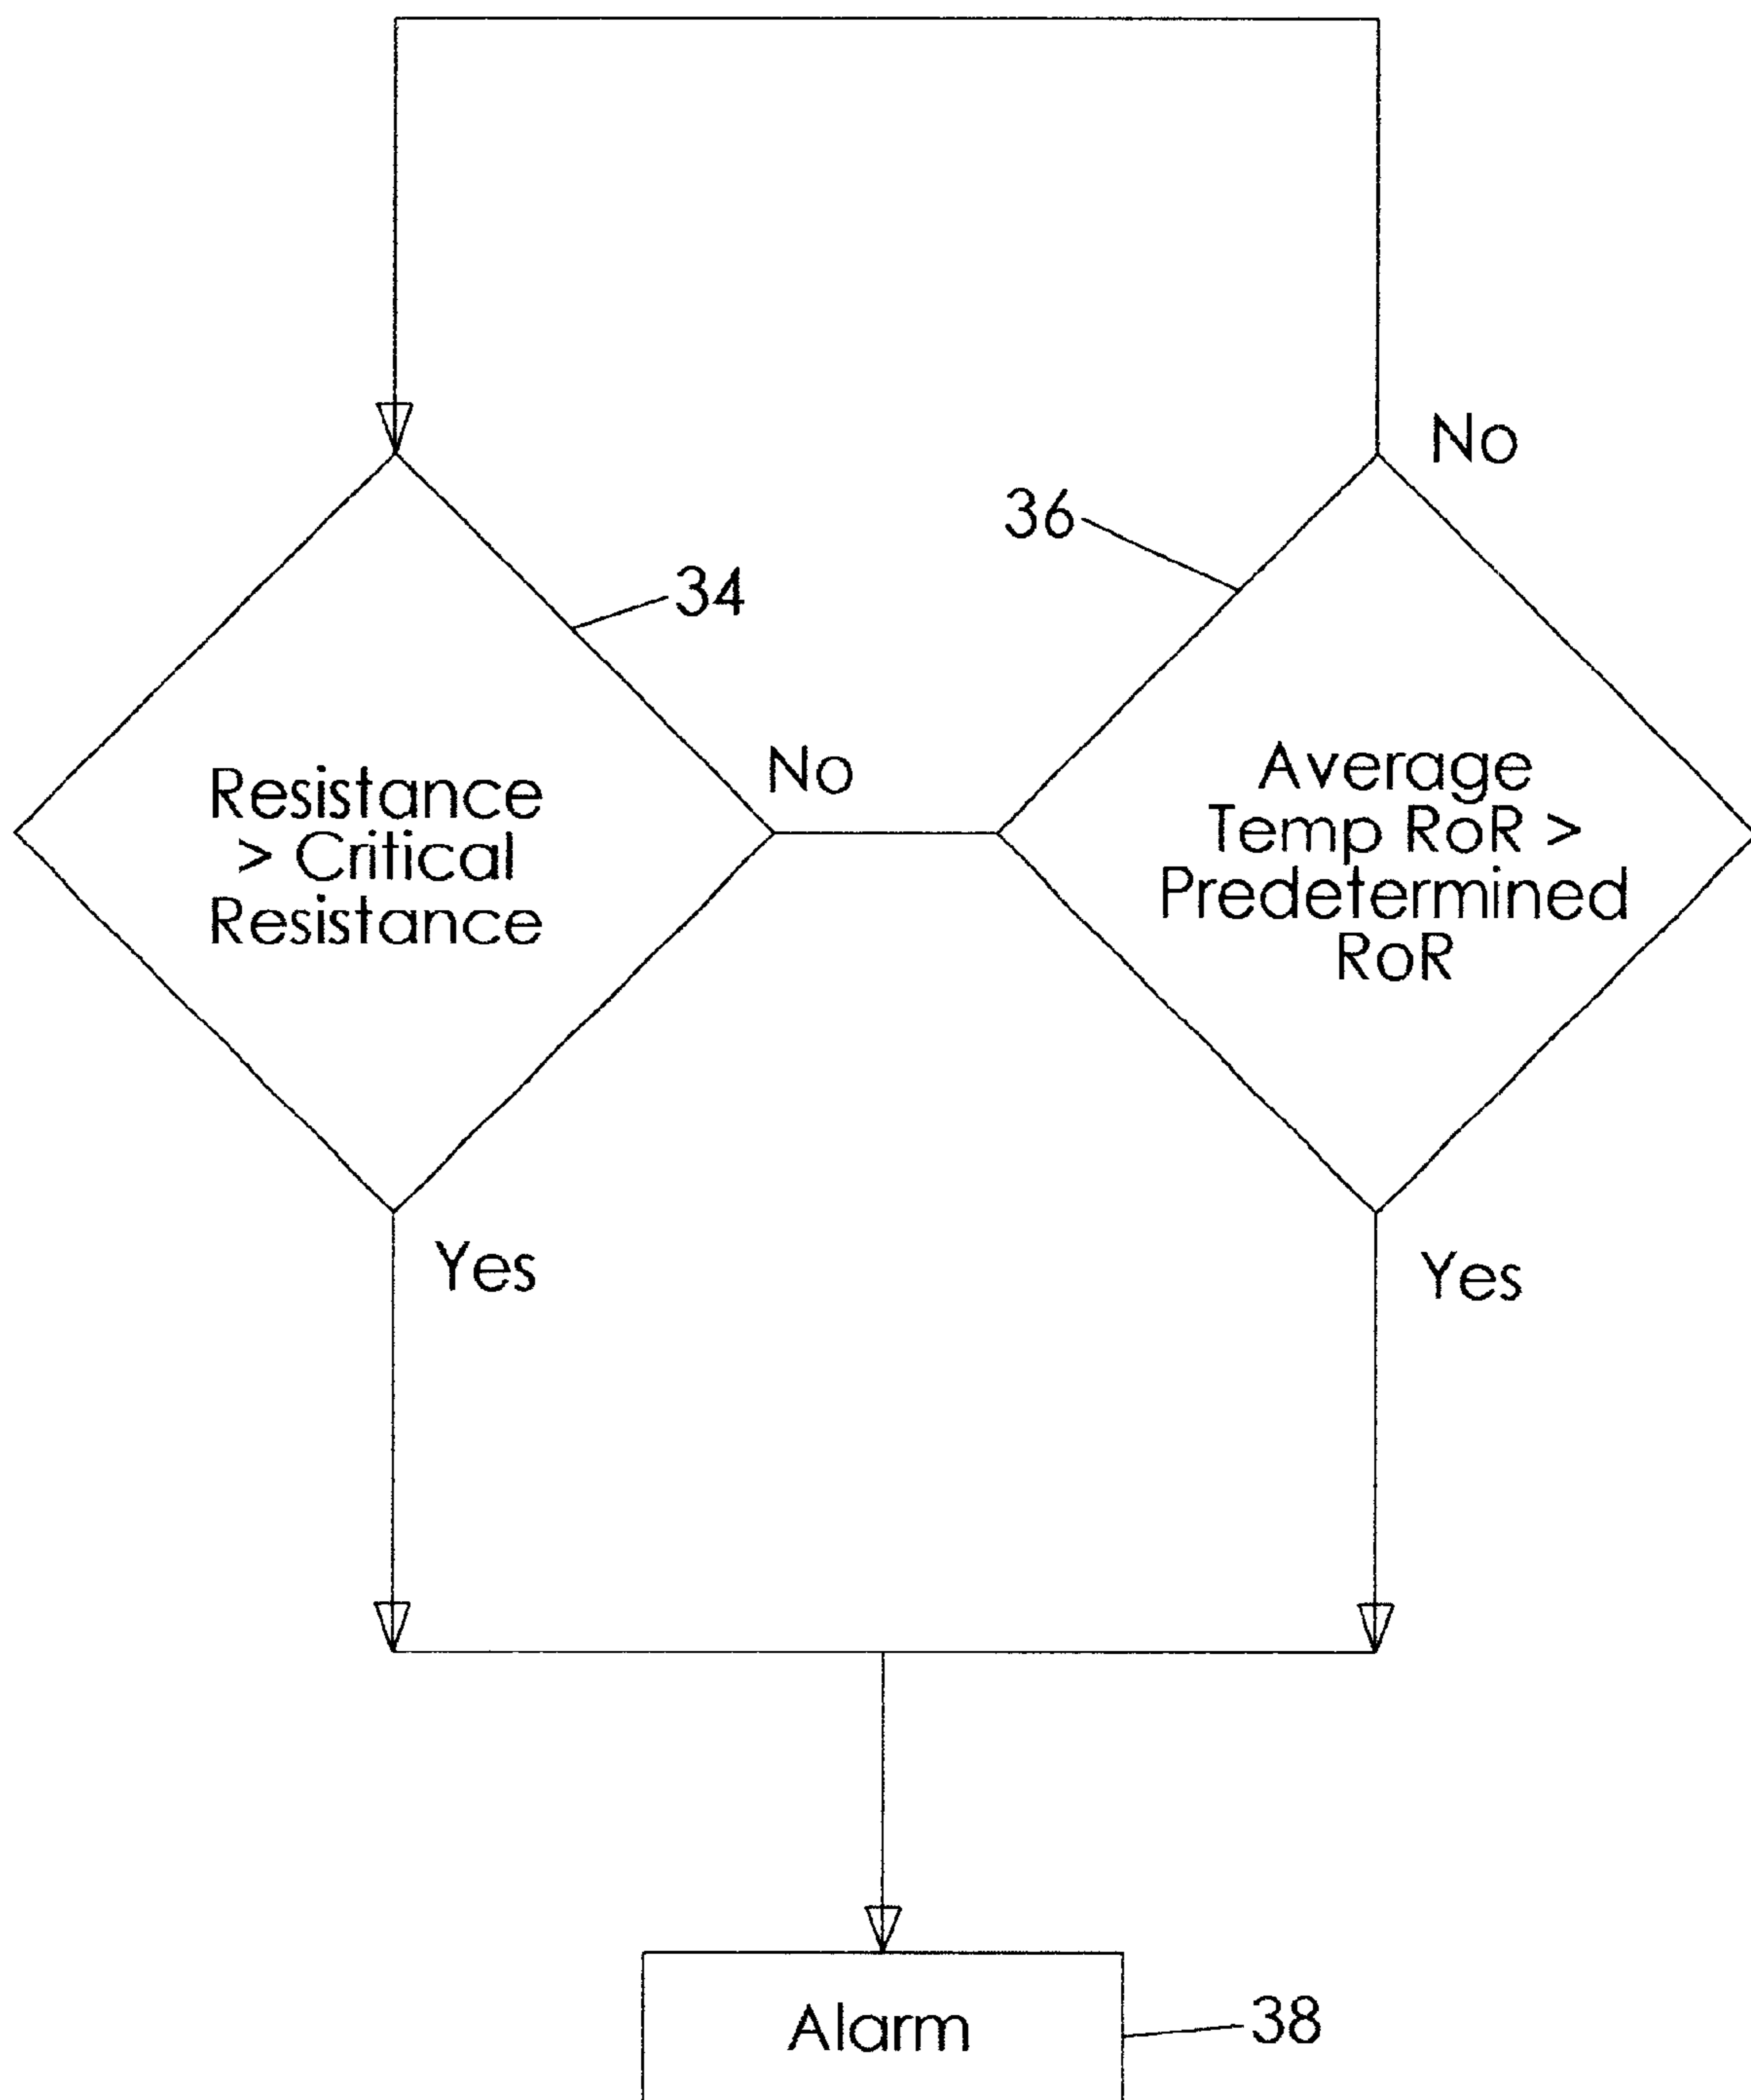 No
36
34
No
Resistance
> Critical
Resistance
Average
Temp RoR >
Predetermined
RoR
Yes
Yes
Alarm
38